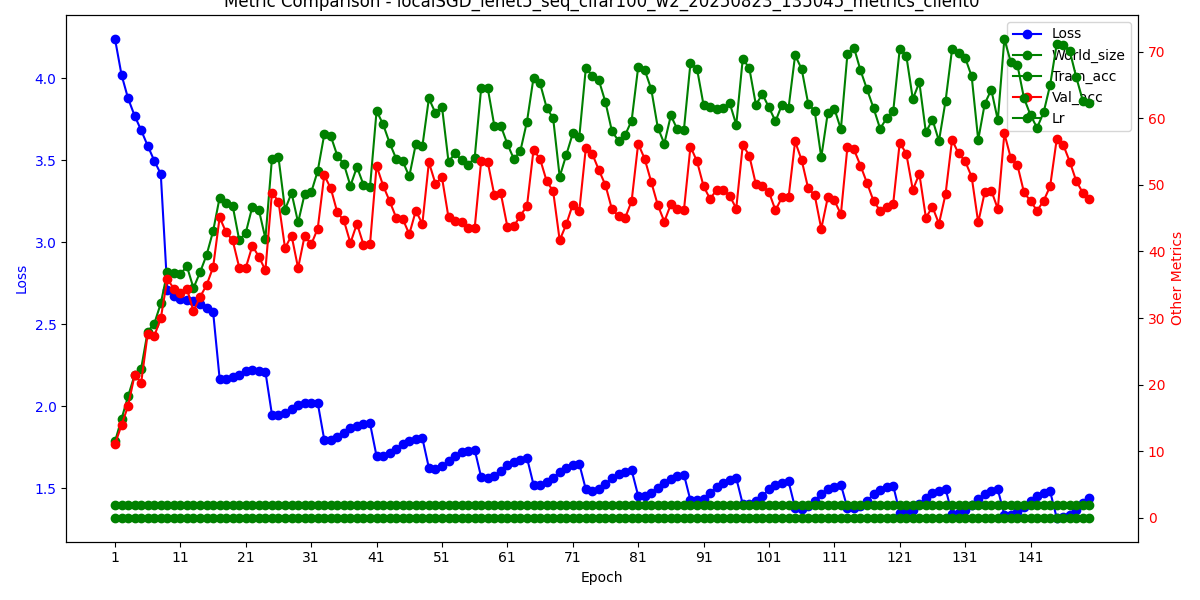 Metric Comparison - localSGD_lenet5_seq_cifar100_w2_20250823_135045_metrics_client0
Loss
World_size
Train_acc
Val_acc
Lr
4.0
3.5
3.0
2.5
2.0
1.5
Loss
70
60
50
40
30
20
10
0
Other Metrics
1 11 21 31 41 51 61 71 81 91 101 111 121 131 141
Epoch